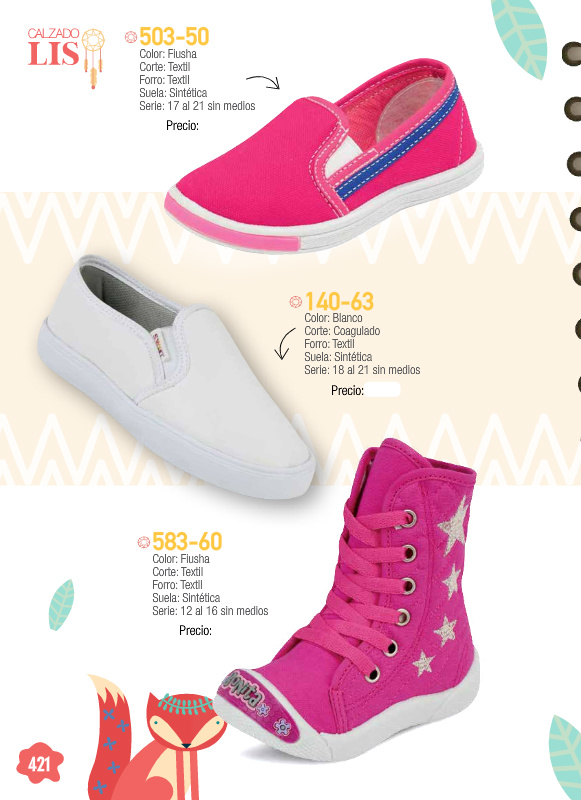 CALZADO
LIS
503-50
Color: Fiusha
Corte: Textil
Forro: Textil
Suela: Sintética
Serie: 17 al 21 sin medios
Precio:
140-63
Color: Blanco
Corte: Coagulado
Forro: Textil
Suela: Sintética
Serie: 18 al 21 sin medios
Precio:
583-60
Color: Fiusha
Corte: Textil
Forro: Textil
Suela: Sintética
Serie: 12 al 16 sin medios
Precio:
421